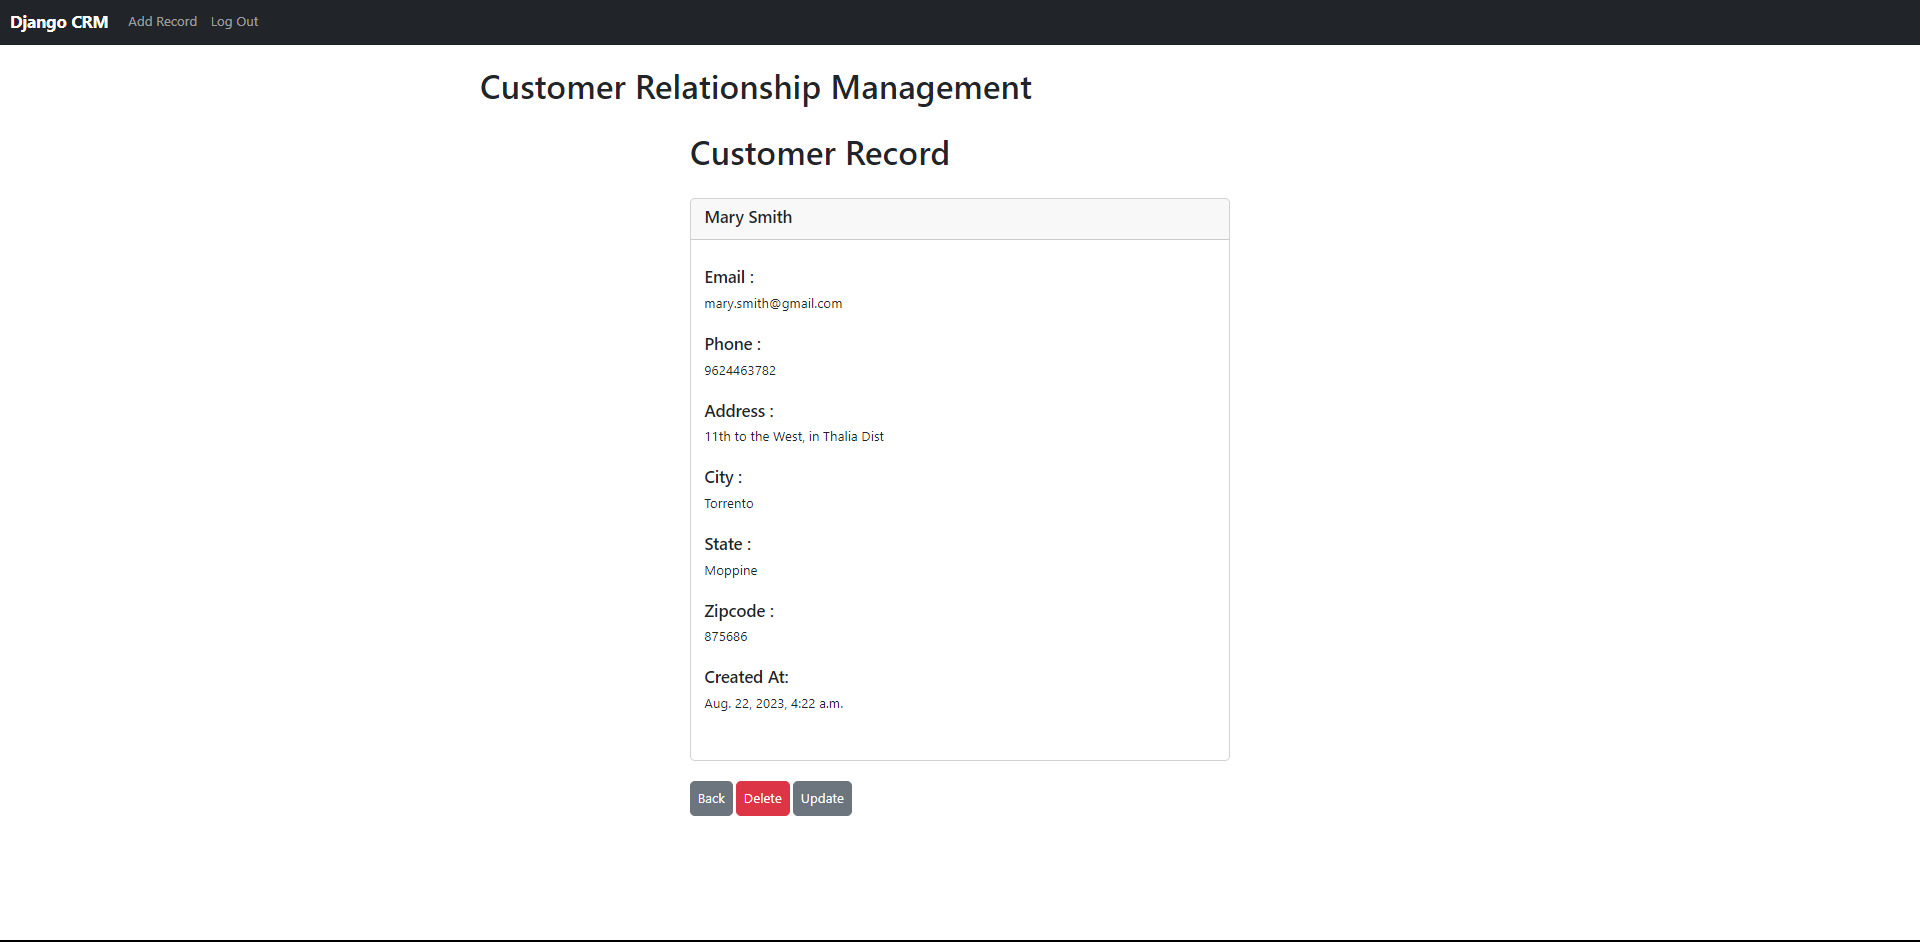 Django CRM Add Record Log Out
Customer Relationship Management
Customer Record
Mary Smith
Email :
mary.smith@gmail.com
Phone :
9624463782
Address :
11th to the West, in Thalia Dist
City :
Torrento
State :
Moppine
Zipcode :
875686
Created At:
Aug. 22, 2023, 4:22 a.m.
Back Delete Update